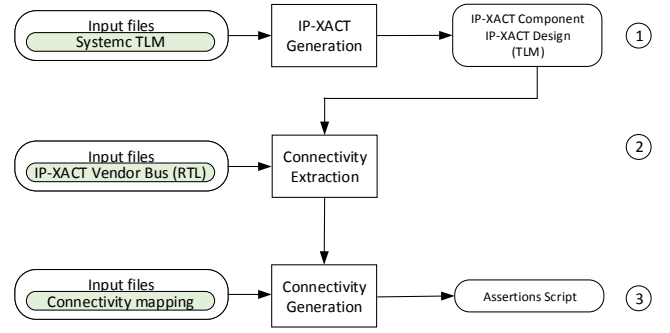 Input files
Systemc TLM
IP-XACT
Generation
IP-XACT Component
IP-XACT Design
(TLM)
1
Input files
IP-XACT Vendor Bus (RTL)
Connectivity
Extraction
2
Input files
Connectivity mapping
Connectivity
Generation
Assertions Script
3